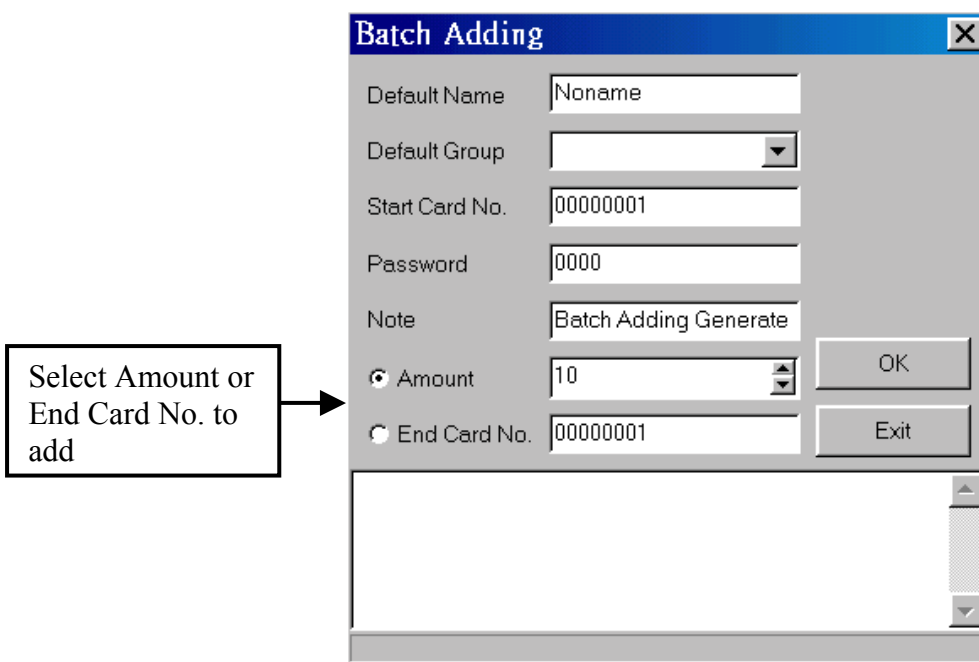 Batch Adding
Default Name Noname
Default Group
Start Card No. 00000001
Password 0000
Note Batch Adding Generate
Amount 10
OK
End Card No. 00000001
Exit
Select Amount or
End Card No. to
add